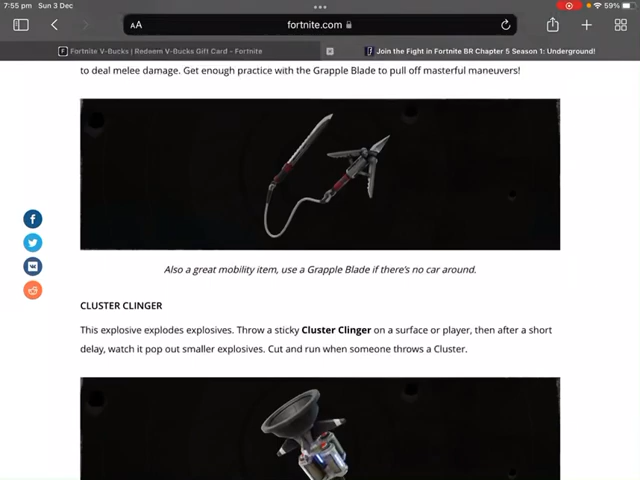 7:55 pm Sun 3 Dec
59%
AA
fortnite.com
Fortnite V-Bucks | Redeem V-Bucks Gift Card – Fortnite
Join the Fight in Fortnite BR Chapter 5 Season 1: Underground!
to deal melee damage. Get enough practice with the Grapple Blade to pull off masterful maneuvers!
Also a great mobility item, use a Grapple Blade if there's no car around.
CLUSTER CLINGER
This explosive explodes explosives. Throw a sticky Cluster Clinger on a surface or player, then after a short
delay, watch it pop out smaller explosives. Cut and run when someone throws a Cluster.